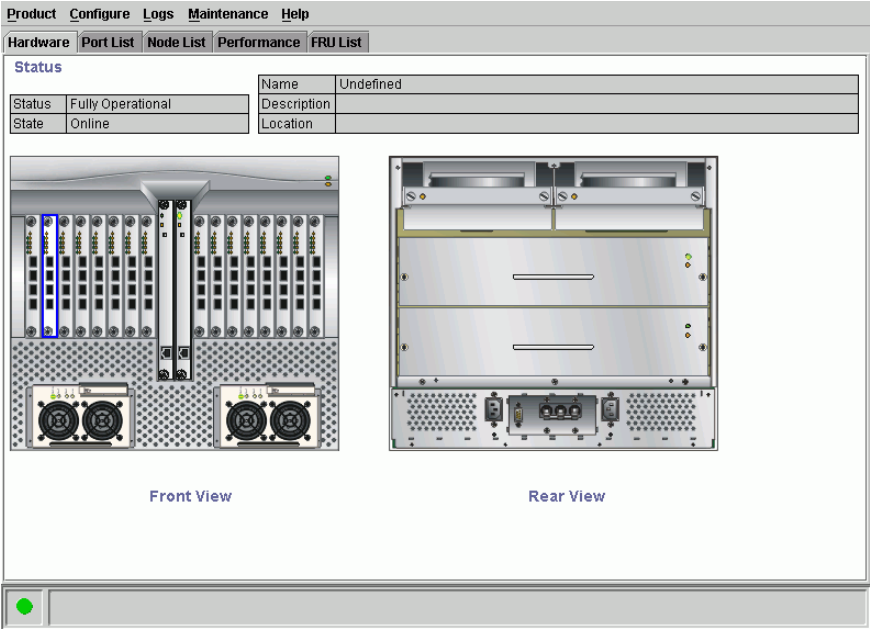 Product Configure Logs Maintenance Help
Hardware Port List Node List Performance FRU List
Status
Name Undefined
Status Fully Operational Description
State Online Location
Front View Rear View